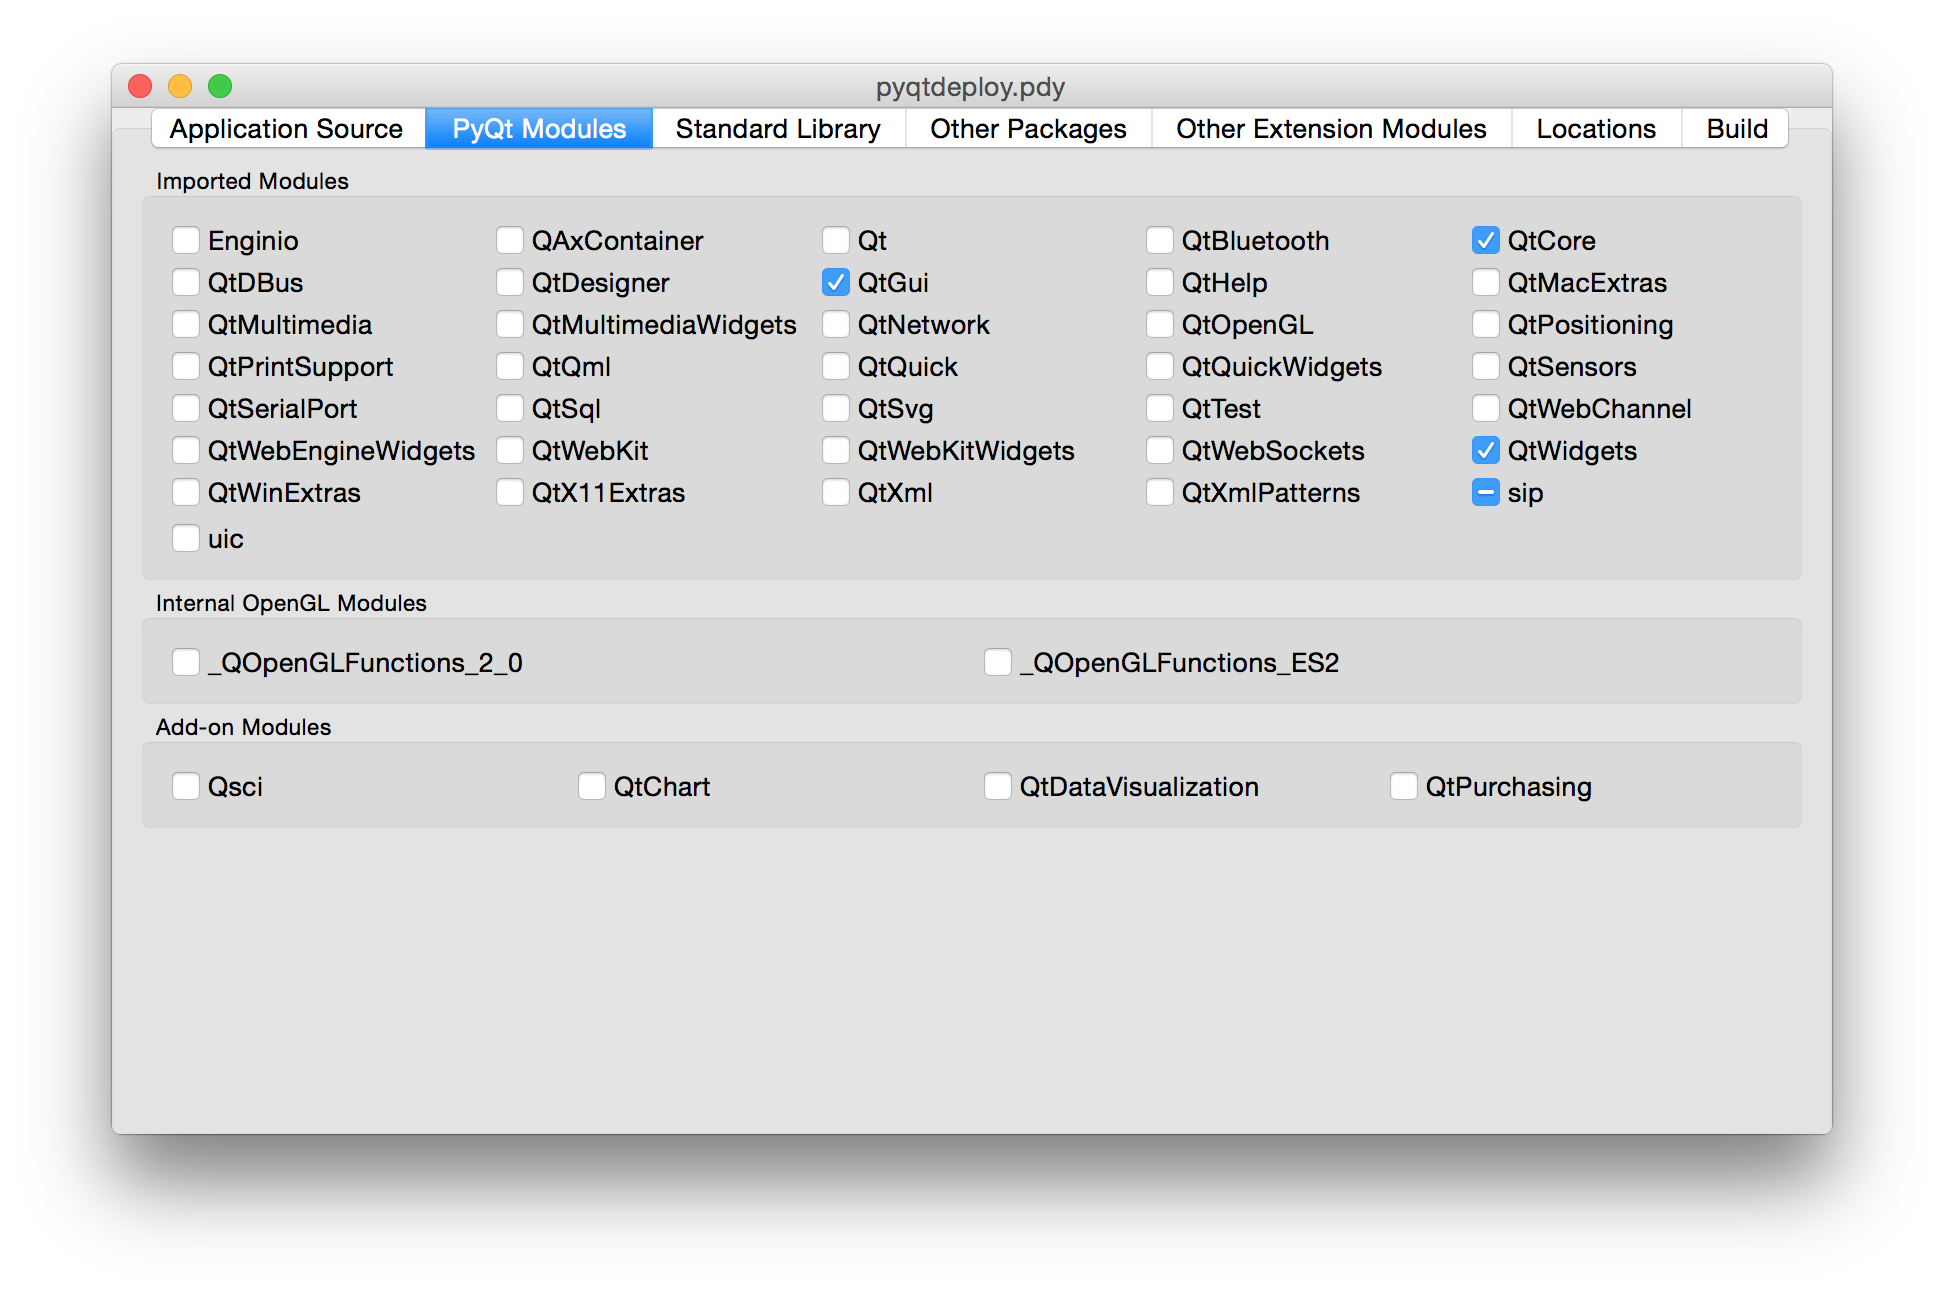 pyqtdeploy.pdy
Application Source PyQt Modules Standard Library Other Packages Other Extension Modules Locations Build
Imported Modules
Enginio QAxContainer Qt QtBluetooth QtCore
QtDBus QtDesigner QtGui QtHelp QtMacExtras
QtMultimedia QtMultimediaWidgets QtNetwork QtOpenGL QtPositioning
QtPrintSupport QtQml QtQuick QtQuickWidgets QtSensors
QtSerialPort QtSql QtSvg QtTest QtWebChannel
QtWebEngineWidgets QtWebKit QtWebKitWidgets QtWebSockets QtWidgets
QtWinExtras QtX11Extras QtXml QtXmlPatterns sip
uic
Internal OpenGL Modules
_QOpenGLFunctions_2_0 _QOpenGLFunctions_ES2
Add-on Modules
Qsci QtChart QtDataVisualization QtPurchasing